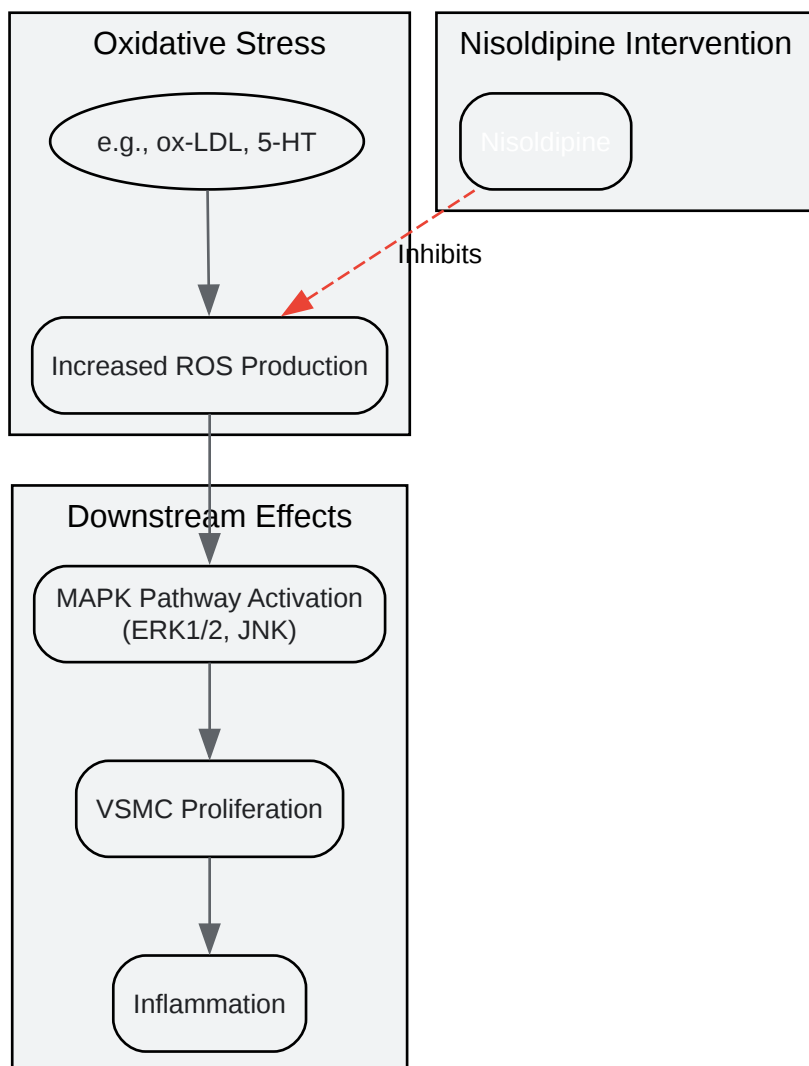 Oxidative Stress
e.g., ox-LDL, 5-HT
Increased ROS Production
Nisoldipine Intervention
Nisoldipine
Inhibits
Downstream Effects
MAPK Pathway Activation
(ERK1/2, JNK)
VSMC Proliferation
Inflammation